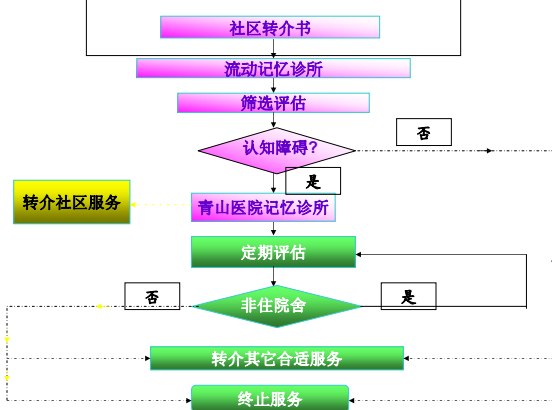 社区转介书
流动记忆诊所
筛选评估
否
认知障碍?
是
转介社区服务
青山医院记忆诊所
定期评估
否
非住院舍
是
转介其它合适服务
终止服务